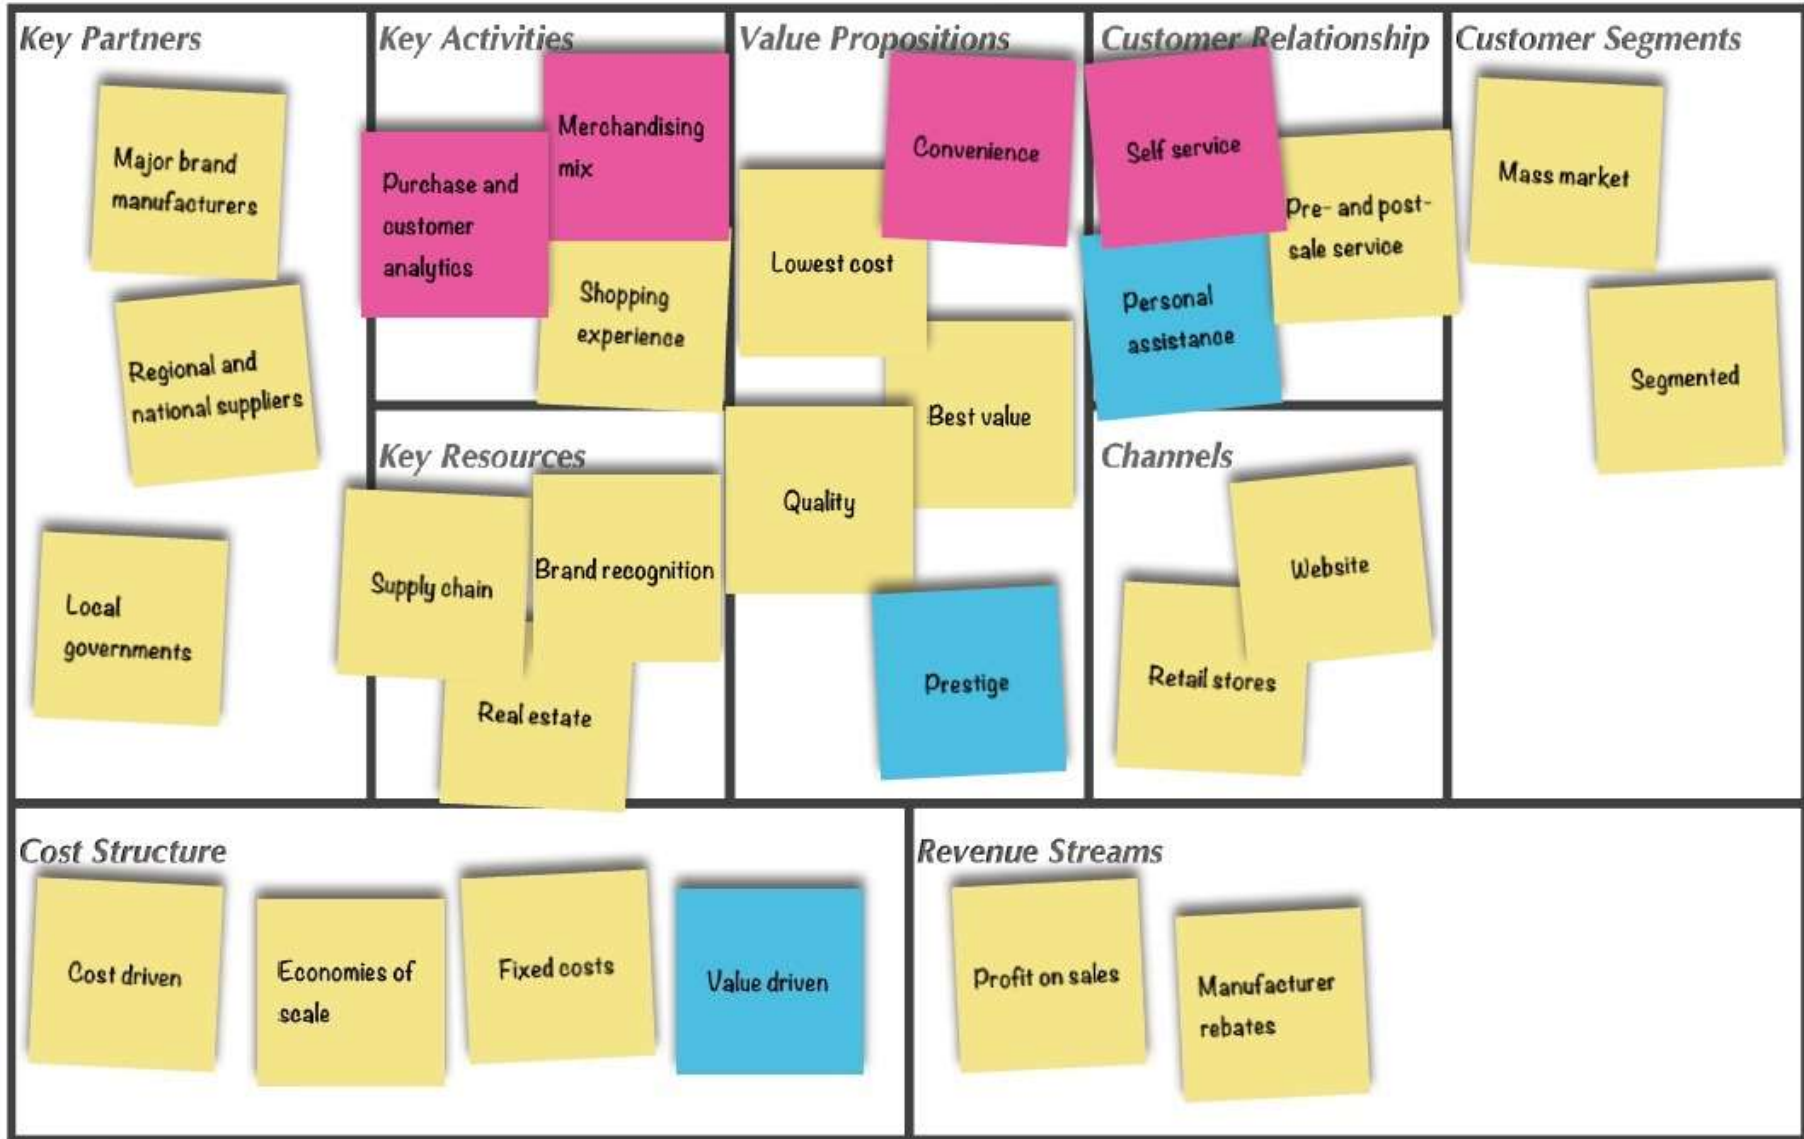 Key Partners
Major brand
manufacturers
Regional and
national suppliers
Local
governments
Key Activities
Merchandising
mix
Purchase and
customer
analytics
Shopping
experience
Key Resources
Supply chain
Brand recognition
Real estate
Value Propositions
Convenience
Lowest cost
Best value
Quality
Prestige
Customer Relationship
Self service
Pre- and post-
sale service
Personal
assistance
Channels
Website
Retail stores
Customer Segments
Mass market
Segmented
Cost Structure
Cost driven
Economies of
scale
Fixed costs
Value driven
Revenue Streams
Profit on sales
Manufacturer
rebates